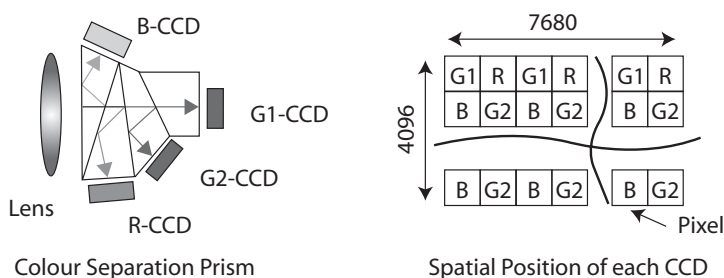 B-CCD
G1-CCD
G2-CCD
R-CCD
Lens
Colour Separation Prism
7680
4096
G1 R G1 R G1 R
B G2 B G2 B G2
B G2 B G2 B G2
Pixel
Spatial Position of each CCD